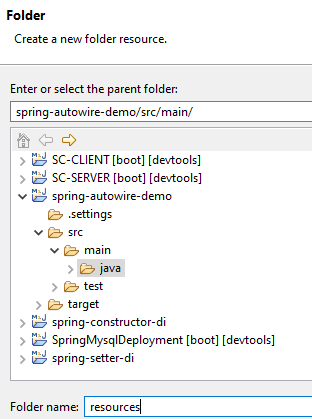 Folder
Create a new folder resource.
Enter or select the parent folder:
spring-autowire-demo/src/main/
SC-CLIENT [boot] [devtools]
SC-SERVER [boot] [devtools]
spring-autowire-demo
.settings
src
main
java
test
target
spring-constructor-di
SpringMysqlDeployment [boot] [devtools]
spring-setter-di
Folder name: resources